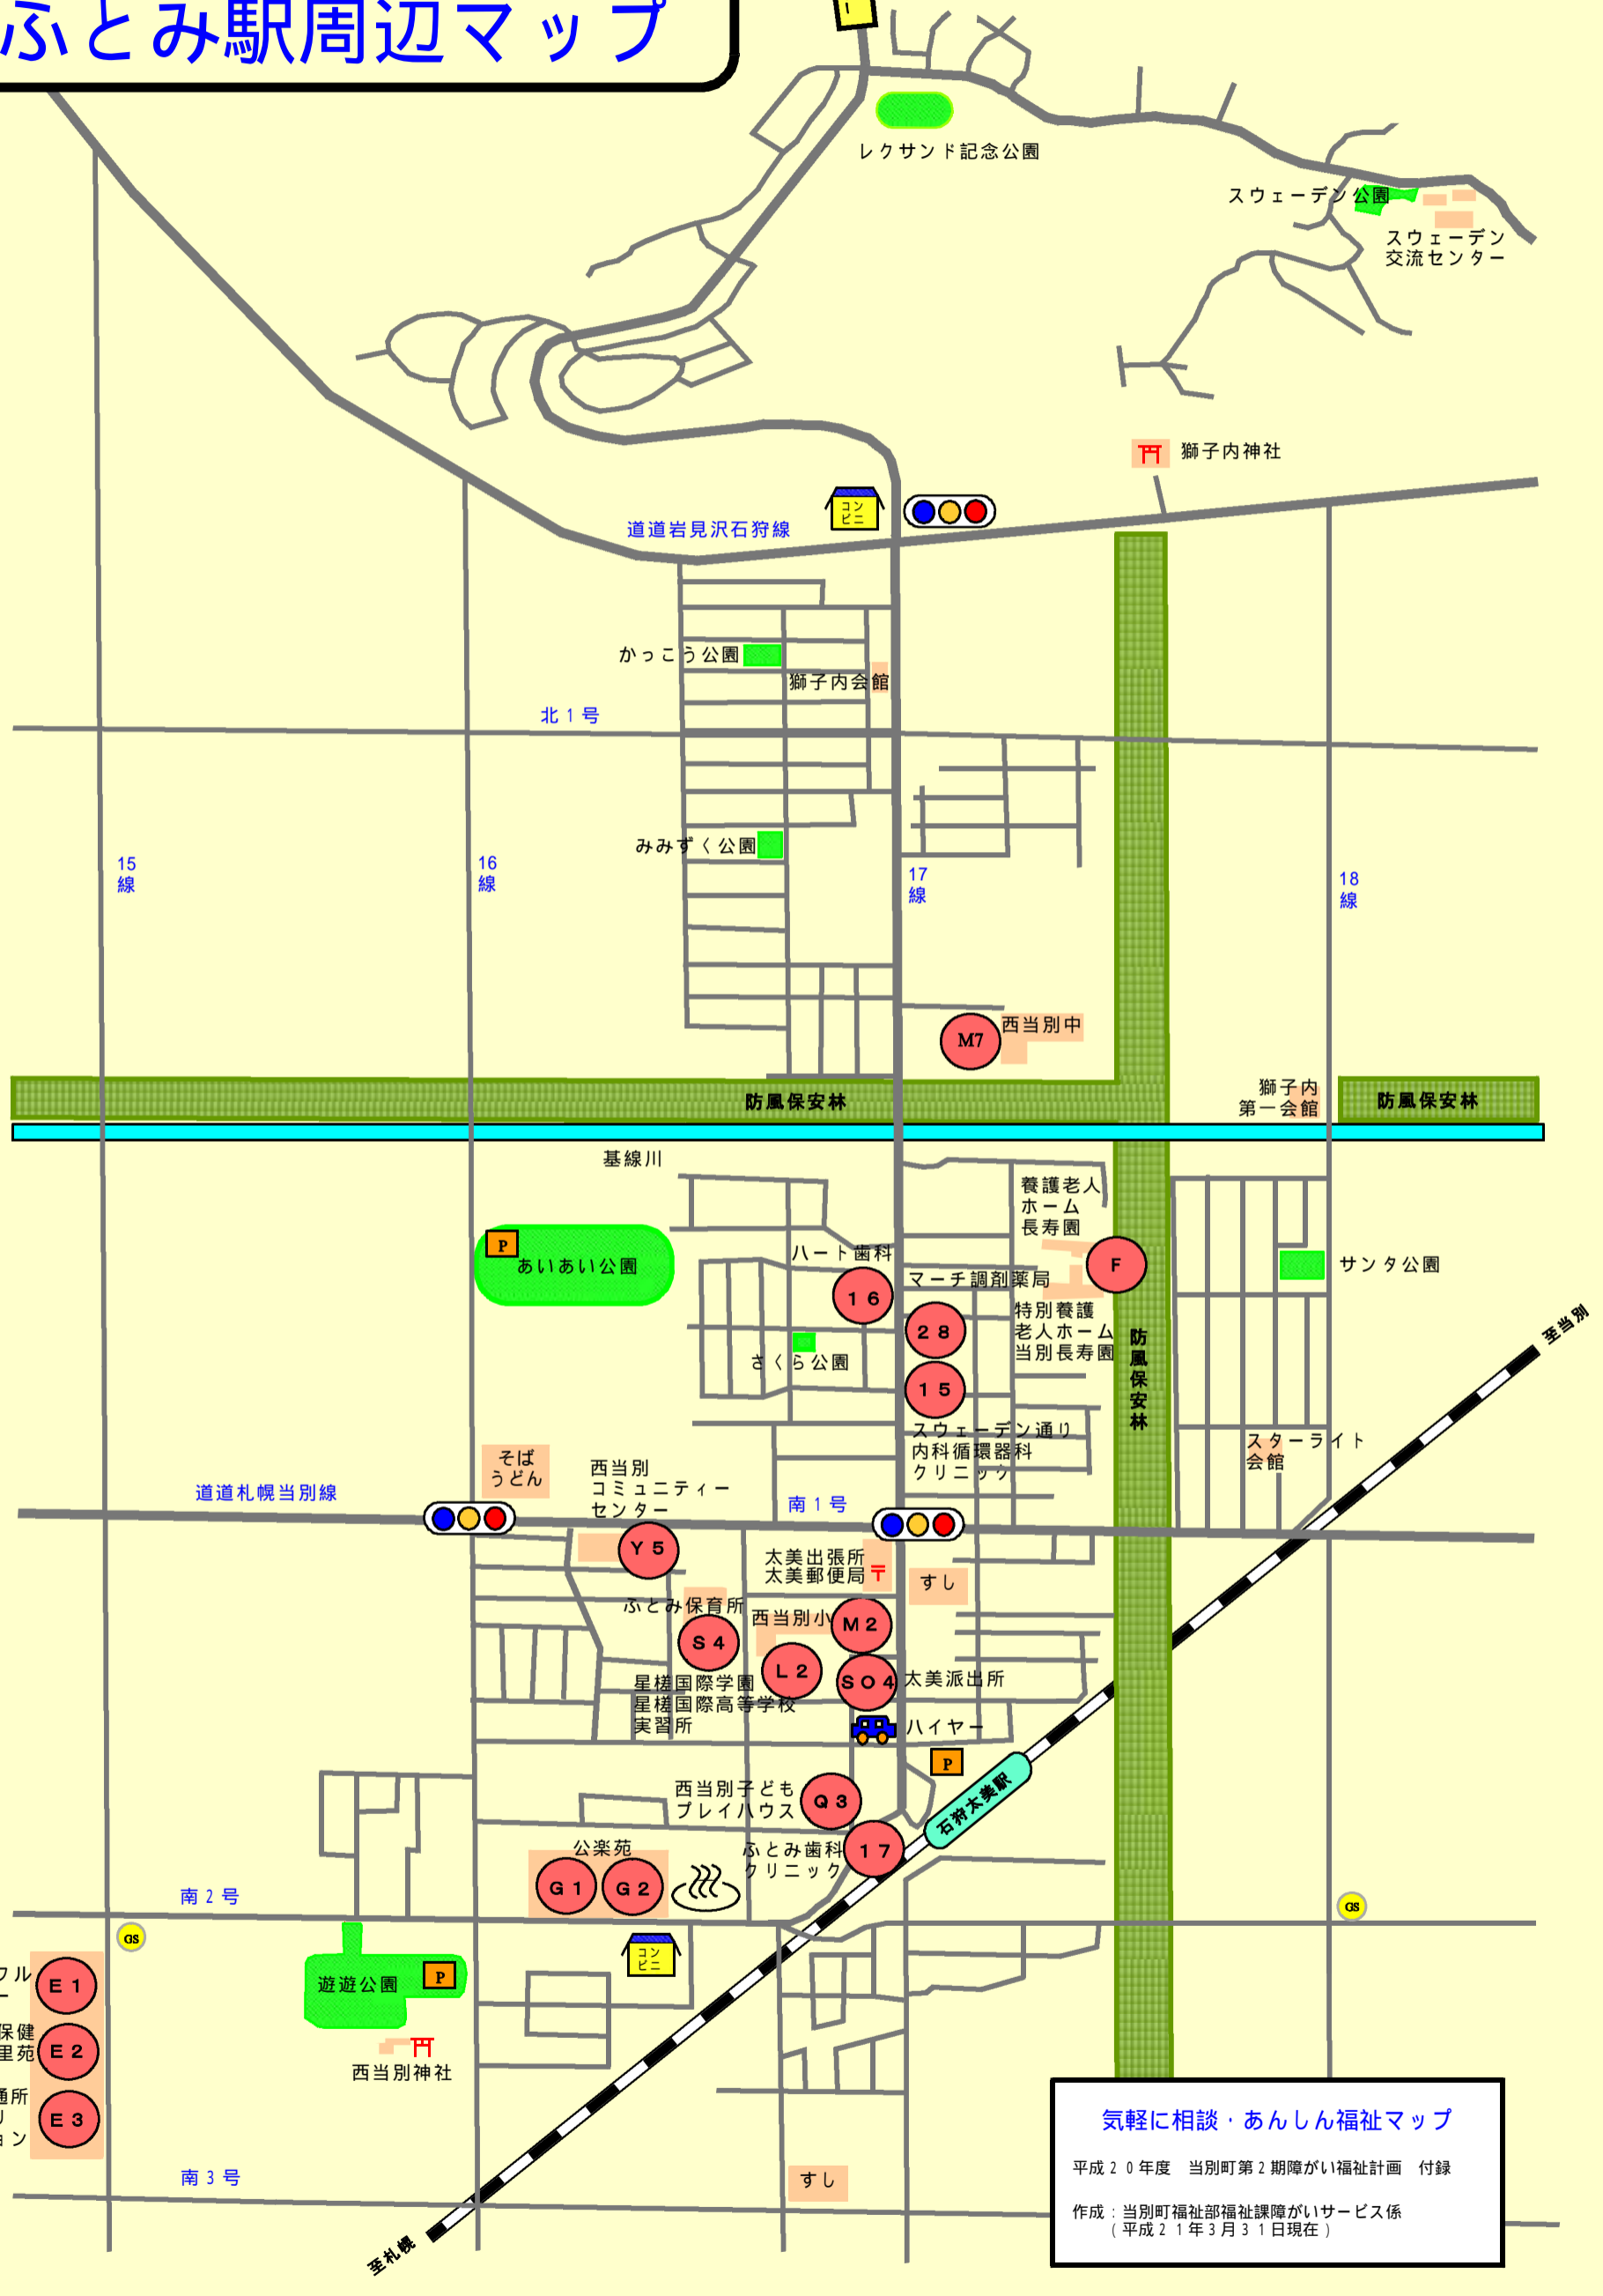 ふとみ駅周辺マップ
レクサンド記念公園
スウェーデン公園
スウェーデン
交流センター
獅子内神社
コン
ビニ
道道岩見沢石狩線
かっこう公園
獅子内会館
北1号
みみずく公園
15
線
16
線
17
線
18
線
M7
西当別中
防風保安林
獅子内
第一会館
防風保安林
基線川
養護老人
ホーム
長寿園
P
あいあい公園
ハート歯科
16
マーチ調剤薬局
F
サンタ公園
28
特別養護
老人ホーム
当別長寿園
防風保安林
さくら公園
15
スウェーデン通り
内科循環器科
クリニック
至当別
スターライト
会館
そば
うどん
西当別
コミュニティー
センター
道道札幌当別線
南1号
Y5
太美出張所
太美郵便局
〒
すし
ふとみ保育所
西当別小
M2
S4
L2
SO4
太美派出所
星槎国際学園
星槎国際高等学校
実習所
ハイヤー
P
石狩太美駅
西当別子ども
プレイハウス
Q3
ふとみ歯科
クリニック
17
公楽苑
G1
G2
南2号
GS
GS
コン
ビニ
フル
ー
E1
遊遊公園
P
保健
里苑
E2
西当別神社
通所
リ
ョン
E3
南3号
すし
至札幌
気軽に相談・あんしん福祉マップ
平成20年度　当別町第2期障がい福祉計画　付録
作成：当別町福祉部福祉課障がいサービス係
(平成21年3月31日現在)